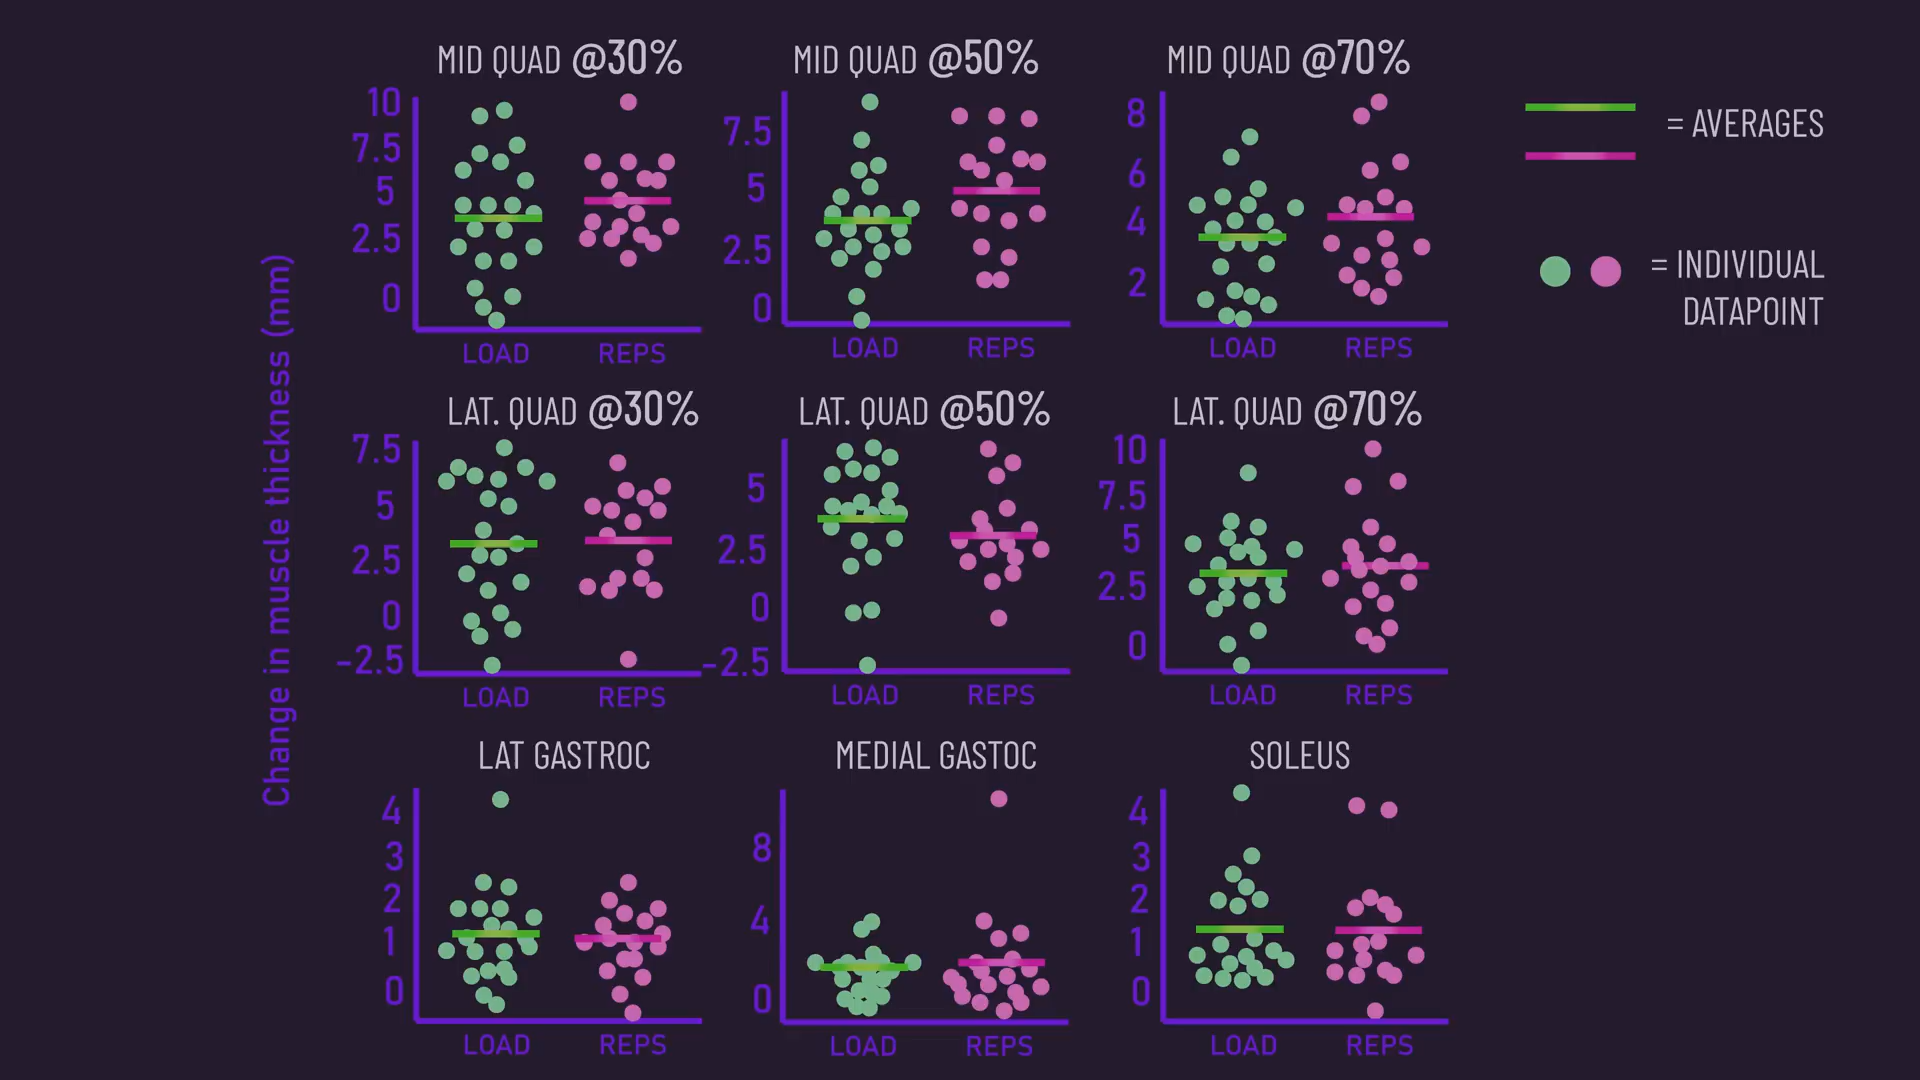 MID QUAD @30%
MID QUAD @50%
MID QUAD @70%
= AVERAGES
= INDIVIDUAL
DATAPOINT
Change in muscle thickness (mm)
10
7.5
5
2.5
0
LOAD REPS
7.5
5
2.5
0
LOAD REPS
8
6
4
2
LOAD REPS
LAT. QUAD @30%
LAT. QUAD @50%
LAT. QUAD @70%
7.5
5
2.5
0
-2.5
LOAD REPS
5
2.5
0
-2.5
LOAD REPS
10
7.5
5
2.5
0
LOAD REPS
LAT GASTROC
MEDIAL GASTOC
SOLEUS
4
3
2
1
0
LOAD REPS
8
4
0
LOAD REPS
4
3
2
1
0
LOAD REPS